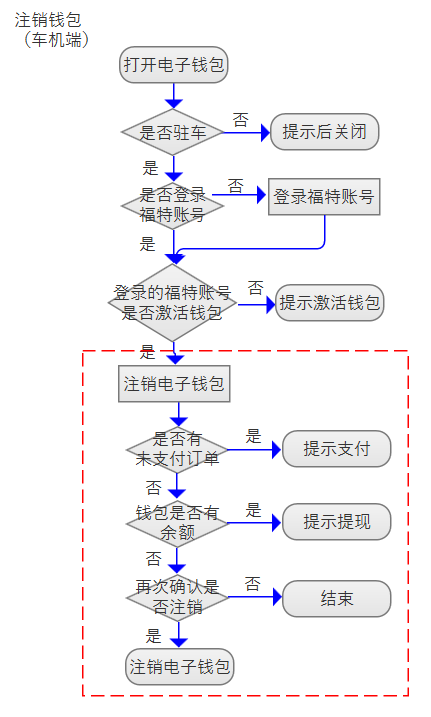 注销钱包
（车机端）
打开电子钱包
是否驻车
否
提示后关闭
是
是否登录
福特账号
否
登录福特账号
是
登录的福特账号
是否激活钱包
否
提示激活钱包
是
注销电子钱包
是否有
未支付订单
是
提示支付
否
钱包是否有
余额
是
提示提现
否
再次确认是
否注销
否
结束
是
注销电子钱包